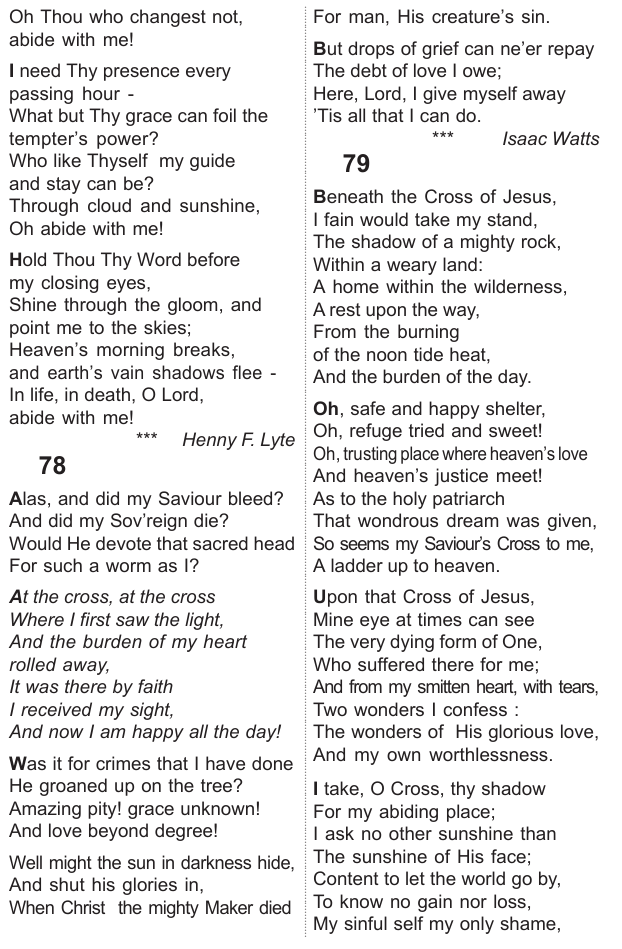 Oh Thou who changest not,
abide with me!
I need Thy presence every
passing hour -
What but Thy grace can foil the
tempter's power?
Who like Thyself  my guide
and stay can be?
Through cloud and sunshine,
Oh abide with me!
Hold Thou Thy Word before
my closing eyes,
Shine through the gloom, and
point me to the skies;
Heaven's morning breaks,
and earth's vain shadows flee -
In life, in death, O Lord,
abide with me!
*** Henny F. Lyte
78
Alas, and did my Saviour bleed?
And did my Sov'reign die?
Would He devote that sacred head
For such a worm as I?
At the cross, at the cross
Where I first saw the light,
And the burden of my heart
rolled away,
It was there by faith
I received my sight,
And now I am happy all the day!
Was it for crimes that I have done
He groaned up on the tree?
Amazing pity! grace unknown!
And love beyond degree!
Well might the sun in darkness hide,
And shut his glories in,
When Christ  the mighty Maker died
For man, His creature's sin.
But drops of grief can ne'er repay
The debt of love I owe;
Here, Lord, I give myself away
'Tis all that I can do.
*** Isaac Watts
79
Beneath the Cross of Jesus,
I fain would take my stand,
The shadow of a mighty rock,
Within a weary land:
A home within the wilderness,
A rest upon the way,
From the burning
of the noon tide heat,
And the burden of the day.
Oh, safe and happy shelter,
Oh, refuge tried and sweet!
Oh, trusting place where heaven's love
And heaven's justice meet!
As to the holy patriarch
That wondrous dream was given,
So seems my Saviour's Cross to me,
A ladder up to heaven.
Upon that Cross of Jesus,
Mine eye at times can see
The very dying form of One,
Who suffered there for me;
And from my smitten heart, with tears,
Two wonders I confess :
The wonders of  His glorious love,
And my own worthlessness.
I take, O Cross, thy shadow
For my abiding place;
I ask no other sunshine than
The sunshine of His face;
Content to let the world go by,
To know no gain nor loss,
My sinful self my only shame,